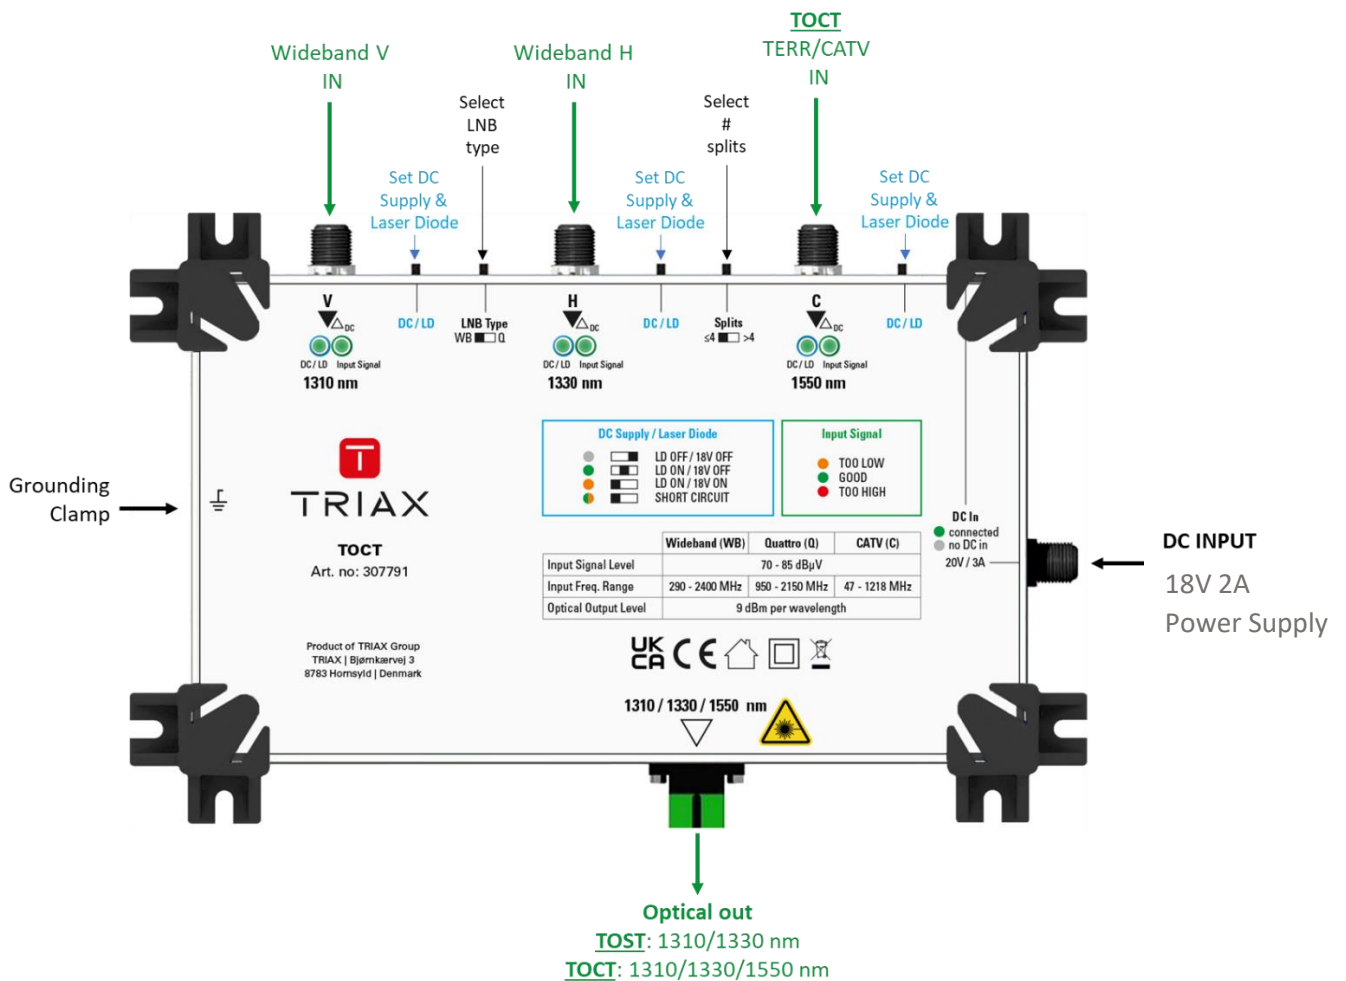 TOCT
Wideband V
IN
Wideband H
IN
TERR/CATV
IN
Select
LNB
type
Select
#
splits
Set DC
Supply &
Laser Diode
Set DC
Supply &
Laser Diode
Set DC
Supply &
Laser Diode
V
DC
DC / LD
LNB Type
WB Q
H
DC
DC / LD
Splits
≤4 >4
C
DC
DC / LD
DC / LD Input Signal
1310 nm
DC / LD Input Signal
1330 nm
DC / LD Input Signal
1550 nm
DC Supply / Laser Diode
LD OFF / 18V OFF
LD ON / 18V OFF
LD ON / 18V ON
SHORT CIRCUIT
Input Signal
TOO LOW
GOOD
TOO HIGH
Grounding
Clamp
T
TRIAX
TOCT
Art. no: 307791
DC In
connected
no DC in
20V / 3A
DC INPUT
18V 2A
Power Supply
Wideband (WB) Quattro (Q) CATV (C)
Input Signal Level 70 - 85 dBµV
Input Freq. Range 290 - 2400 MHz 950 - 2150 MHz 47 - 1218 MHz
Optical Output Level 9 dBm per wavelength
Product of TRIAX Group
TRIAX | Bjørnkærvej 3
8783 Hornsyld | Denmark
UK
CA CE
1310 / 1330 / 1550 nm
Optical out
TOST: 1310/1330 nm
TOCT: 1310/1330/1550 nm